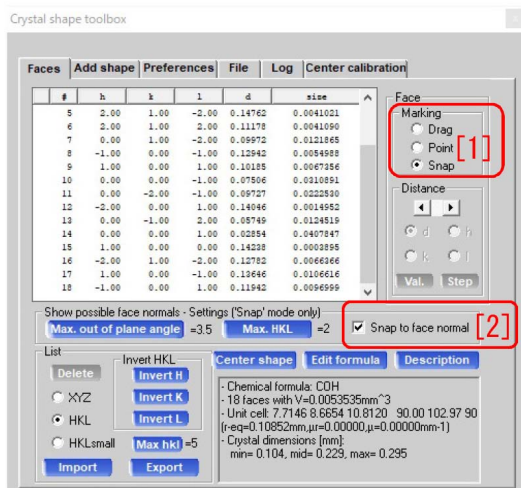 Crystal shape toolbox
Faces Add shape Preferences File Log Center calibration
# h k l d size
5 2.00 1.00 -2.00 0.14762 0.0041021
6 2.00 1.00 -2.00 0.11178 0.0041090
7 0.00 1.00 -2.00 0.09972 0.0121865
8 -1.00 0.00 -1.00 0.12942 0.0054988
9 1.00 0.00 -1.00 0.10185 0.0067356
10 0.00 0.00 -1.00 0.07506 0.0310891
11 0.00 -2.00 -1.00 0.09727 0.0222530
12 -2.00 0.00 1.00 0.14046 0.0014952
13 0.00 -1.00 2.00 0.05749 0.0124519
14 0.00 0.00 1.00 0.02854 0.0407847
15 1.00 0.00 0.00 0.14238 0.0003895
16 -2.00 1.00 -2.00 0.12782 0.0066366
17 1.00 0.00 -1.00 0.13646 0.0106616
18 -1.00 -1.00 1.00 0.11942 0.0096999
Face
Marking
Drag
Point
Snap
[1]
Distance
d h
k l
Val. Step
Show possible face normals - Settings ('Snap' mode only)
Max. out of plane angle =3.5 Max. HKL =2 Snap to face normal [2]
List
Delete
XYZ
HKL
HKLsmall
Import Export
Invert HKL
Invert H
Invert K
Invert L
Max hkl =5
Center shape Edit formula Description
- Chemical formula: COH
- 18 faces with V=0.0053535mm^3
- Unit cell: 7.7146 8.6654 10.8120 90.00 102.97 90
(r-eq=0.10852mm,μr=0.00000,μ=0.00000mm-1)
- Crystal dimensions [mm]:
min= 0.104, mid= 0.229, max= 0.295